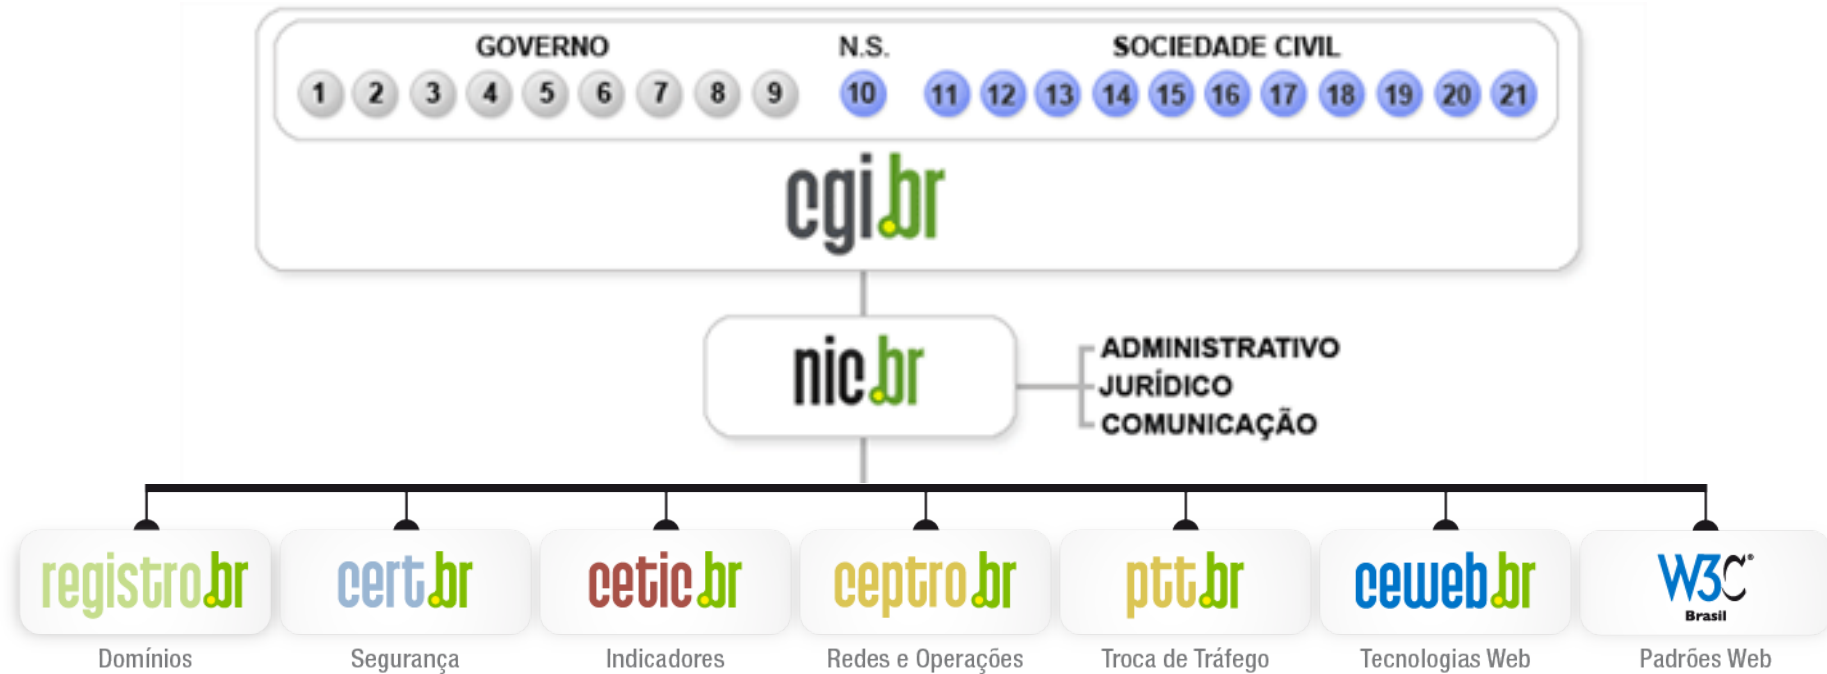 GOVERNO N.S. SOCIEDADE CIVIL
1 2 3 4 5 6 7 8 9 10 11 12 13 14 15 16 17 18 19 20 21
cgi.br
nic.br
ADMINISTRATIVO
JURÍDICO
COMUNICAÇÃO
registro.br cert.br cetic.br ceptro.br ptt.br ceweb.br W3C®
Brasil
Domínios Segurança Indicadores Redes e Operações Troca de Tráfego Tecnologias Web Padrões Web